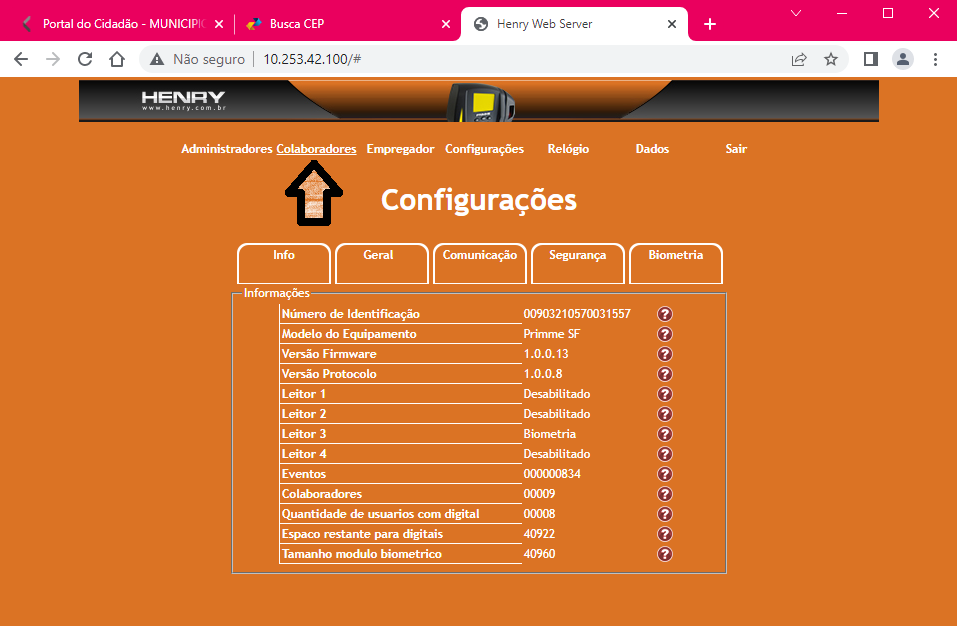 Portal do Cidadão - MUNICIPIO
Busca CEP
Henry Web Server
Não seguro
10.253.42.100/#
HENRY
www.henry.com.br
Administradores Colaboradores Empregador Configurações Relógio Dados Sair
Configurações
Info Geral Comunicação Segurança Biometria
Informações
Número de Identificação 00903210570031557 ?
Modelo do Equipamento Primme SF ?
Versão Firmware 1.0.0.13 ?
Versão Protocolo 1.0.0.8 ?
Leitor 1 Desabilitado ?
Leitor 2 Desabilitado ?
Leitor 3 Biometria ?
Leitor 4 Desabilitado ?
Eventos 000000834 ?
Colaboradores 00009 ?
Quantidade de usuarios com digital 00008 ?
Espaco restante para digitais 40922 ?
Tamanho modulo biometrico 40960 ?